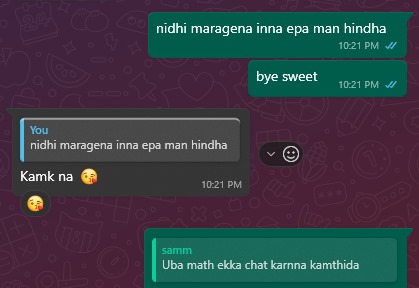 nidhi maragena inna epa man hindha
10:21 PM
bye sweet
10:21 PM
You
nidhi maragena inna epa man hindha
Kamk na 😘
10:21 PM
😘
samm
Uba math ekka chat karnna kamthida